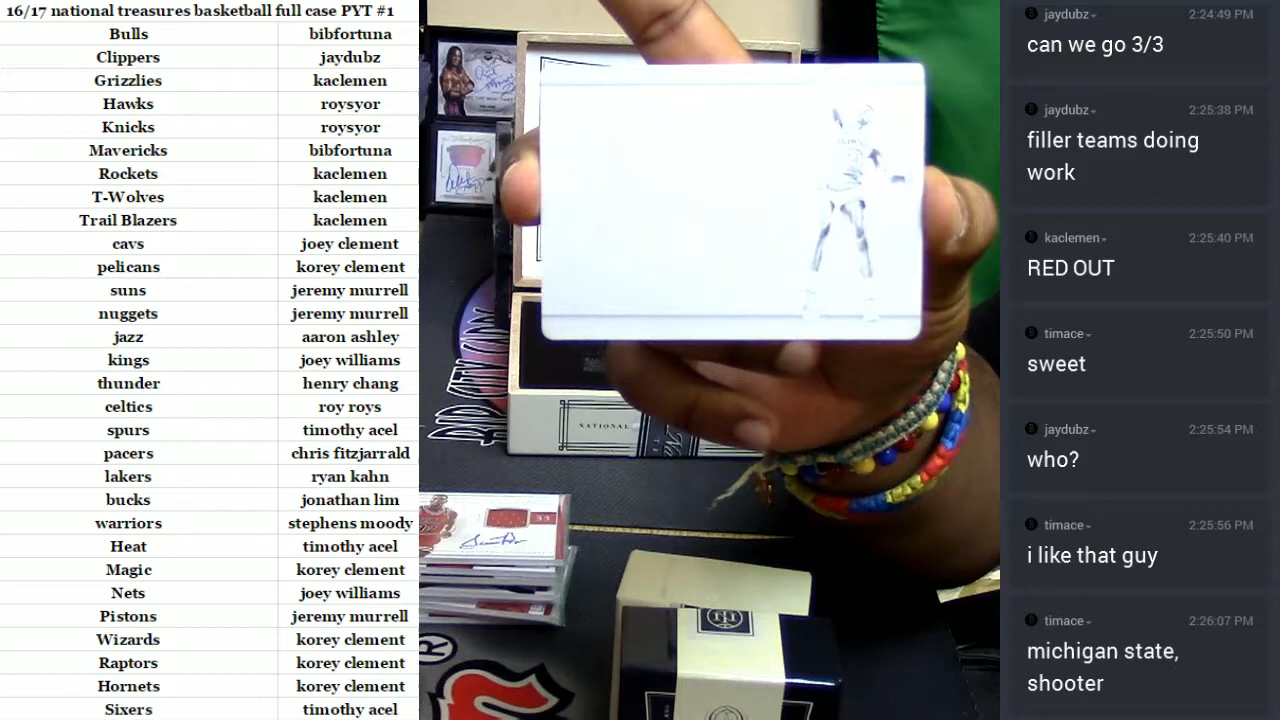 16/17 national treasures basketball full case PYT #1
Bulls bibfortuna
Clippers jaydubz
Grizzlies kaclemen
Hawks roysyor
Knicks roysyor
Mavericks bibfortuna
Rockets kaclemen
T-Wolves kaclemen
Trail Blazers kaclemen
cavs joey clement
pelicans korey clement
suns jeremy murrell
nuggets jeremy murrell
jazz aaron ashley
kings joey williams
thunder henry chang
celtics roy roys
spurs timothy acel
pacers chris fitzjarrald
lakers ryan kahn
bucks jonathan lim
warriors stephens moody
Heat timothy acel
Magic korey clement
Nets joey williams
Pistons jeremy murrell
Wizards korey clement
Raptors korey clement
Hornets korey clement
Sixers timothy acel
RIP CITY
NATIONAL
33
jaydubz 2:24:49 PM
can we go 3/3
jaydubz 2:25:38 PM
filler teams doing
work
kaclemen 2:25:40 PM
RED OUT
timace 2:25:50 PM
sweet
jaydubz 2:25:54 PM
who?
timace 2:25:56 PM
i like that guy
timace 2:26:07 PM
michigan state,
shooter